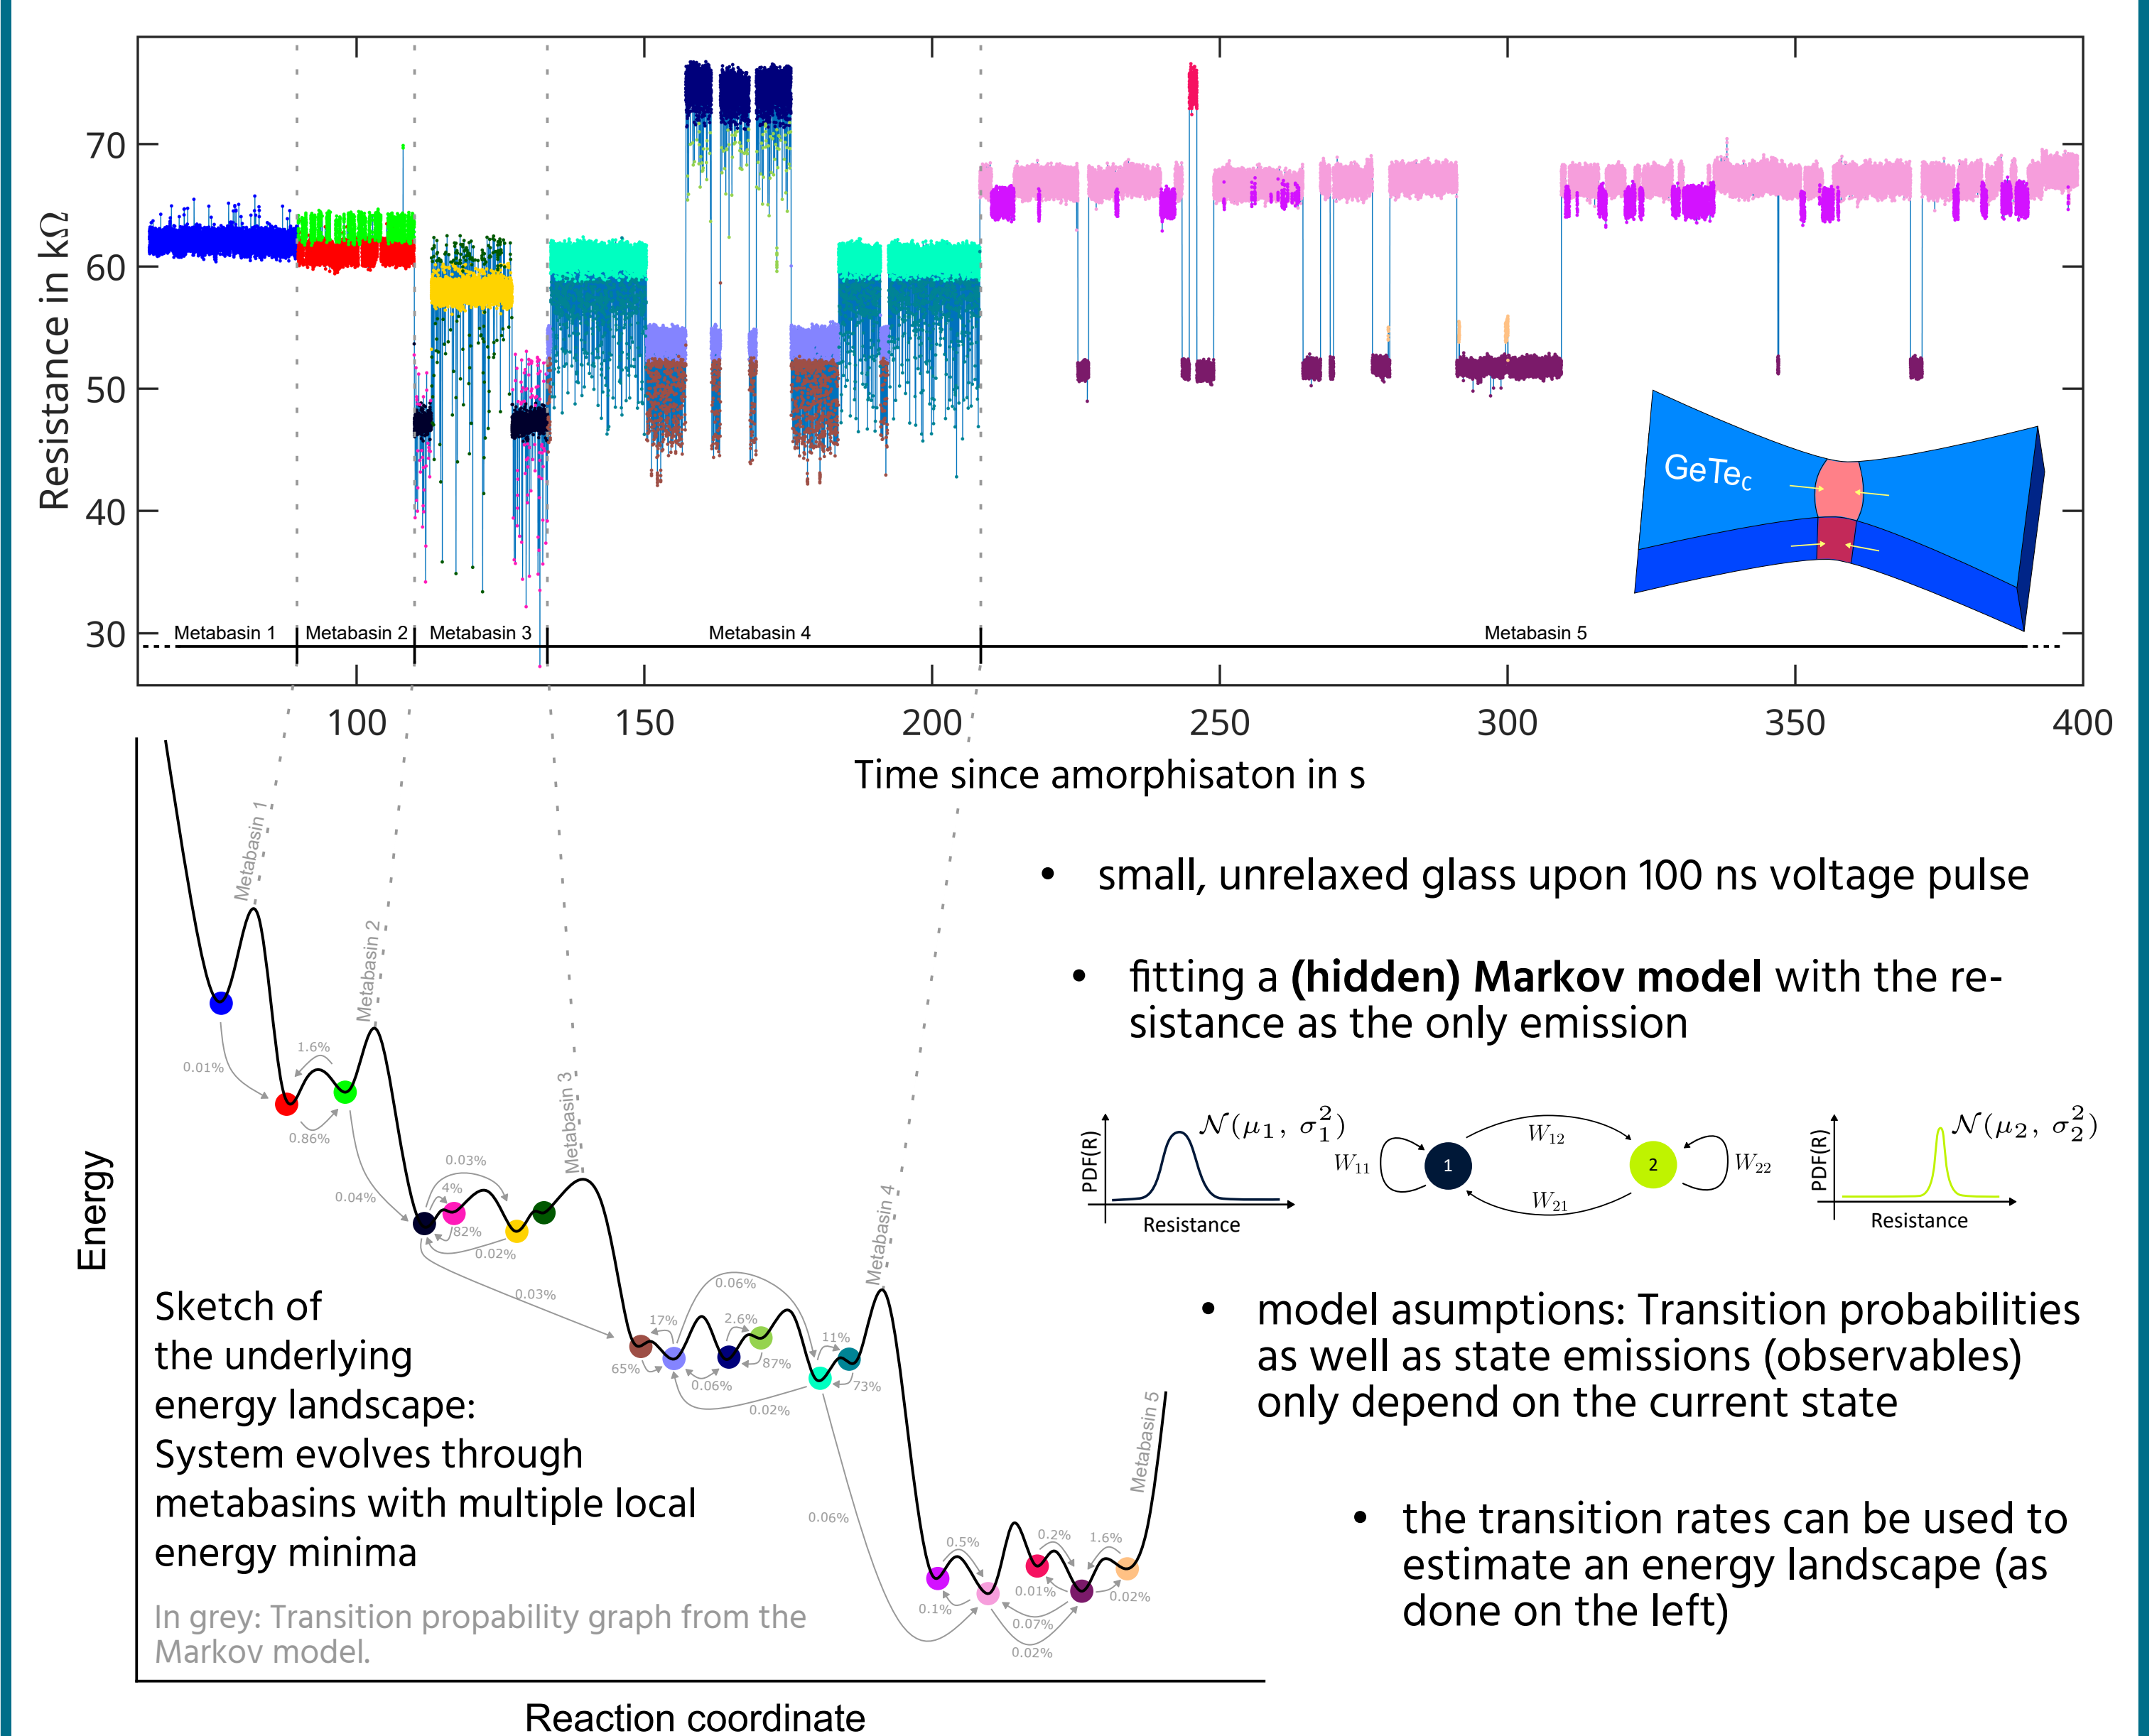 70
60
50
40
30
Resistance in kΩ
GeTec
Metabasin 1
Metabasin 2
Metabasin 3
Metabasin 4
Metabasin 5
100
150
200
250
300
350
400
Time since amorphisaton in s
Metabasin 1
Metabasin 2
Metabasin 3
Metabasin 4
Metabasin 5
0.01%
1.6%
0.86%
0.04%
0.03%
4%
82%
0.02%
0.03%
17%
65%
0.06%
2.6%
87%
0.06%
11%
73%
0.02%
0.06%
0.5%
0.1%
0.2%
0.01%
1.6%
0.02%
0.07%
0.02%
Energy
Sketch of
the underlying
energy landscape:
System evolves through
metabasins with multiple local
energy minima
In grey: Transition propability graph from the
Markov model.
Reaction coordinate
• small, unrelaxed glass upon 100 ns voltage pulse
• fitting a (hidden) Markov model with the re-
sistance as the only emission
PDF(R)
N(μ1, σ1²)
Resistance
W11
1
W12
W21
2
W22
PDF(R)
N(μ2, σ2²)
Resistance
• model asumptions: Transition probabilities
as well as state emissions (observables)
only depend on the current state
• the transition rates can be used to
estimate an energy landscape (as
done on the left)